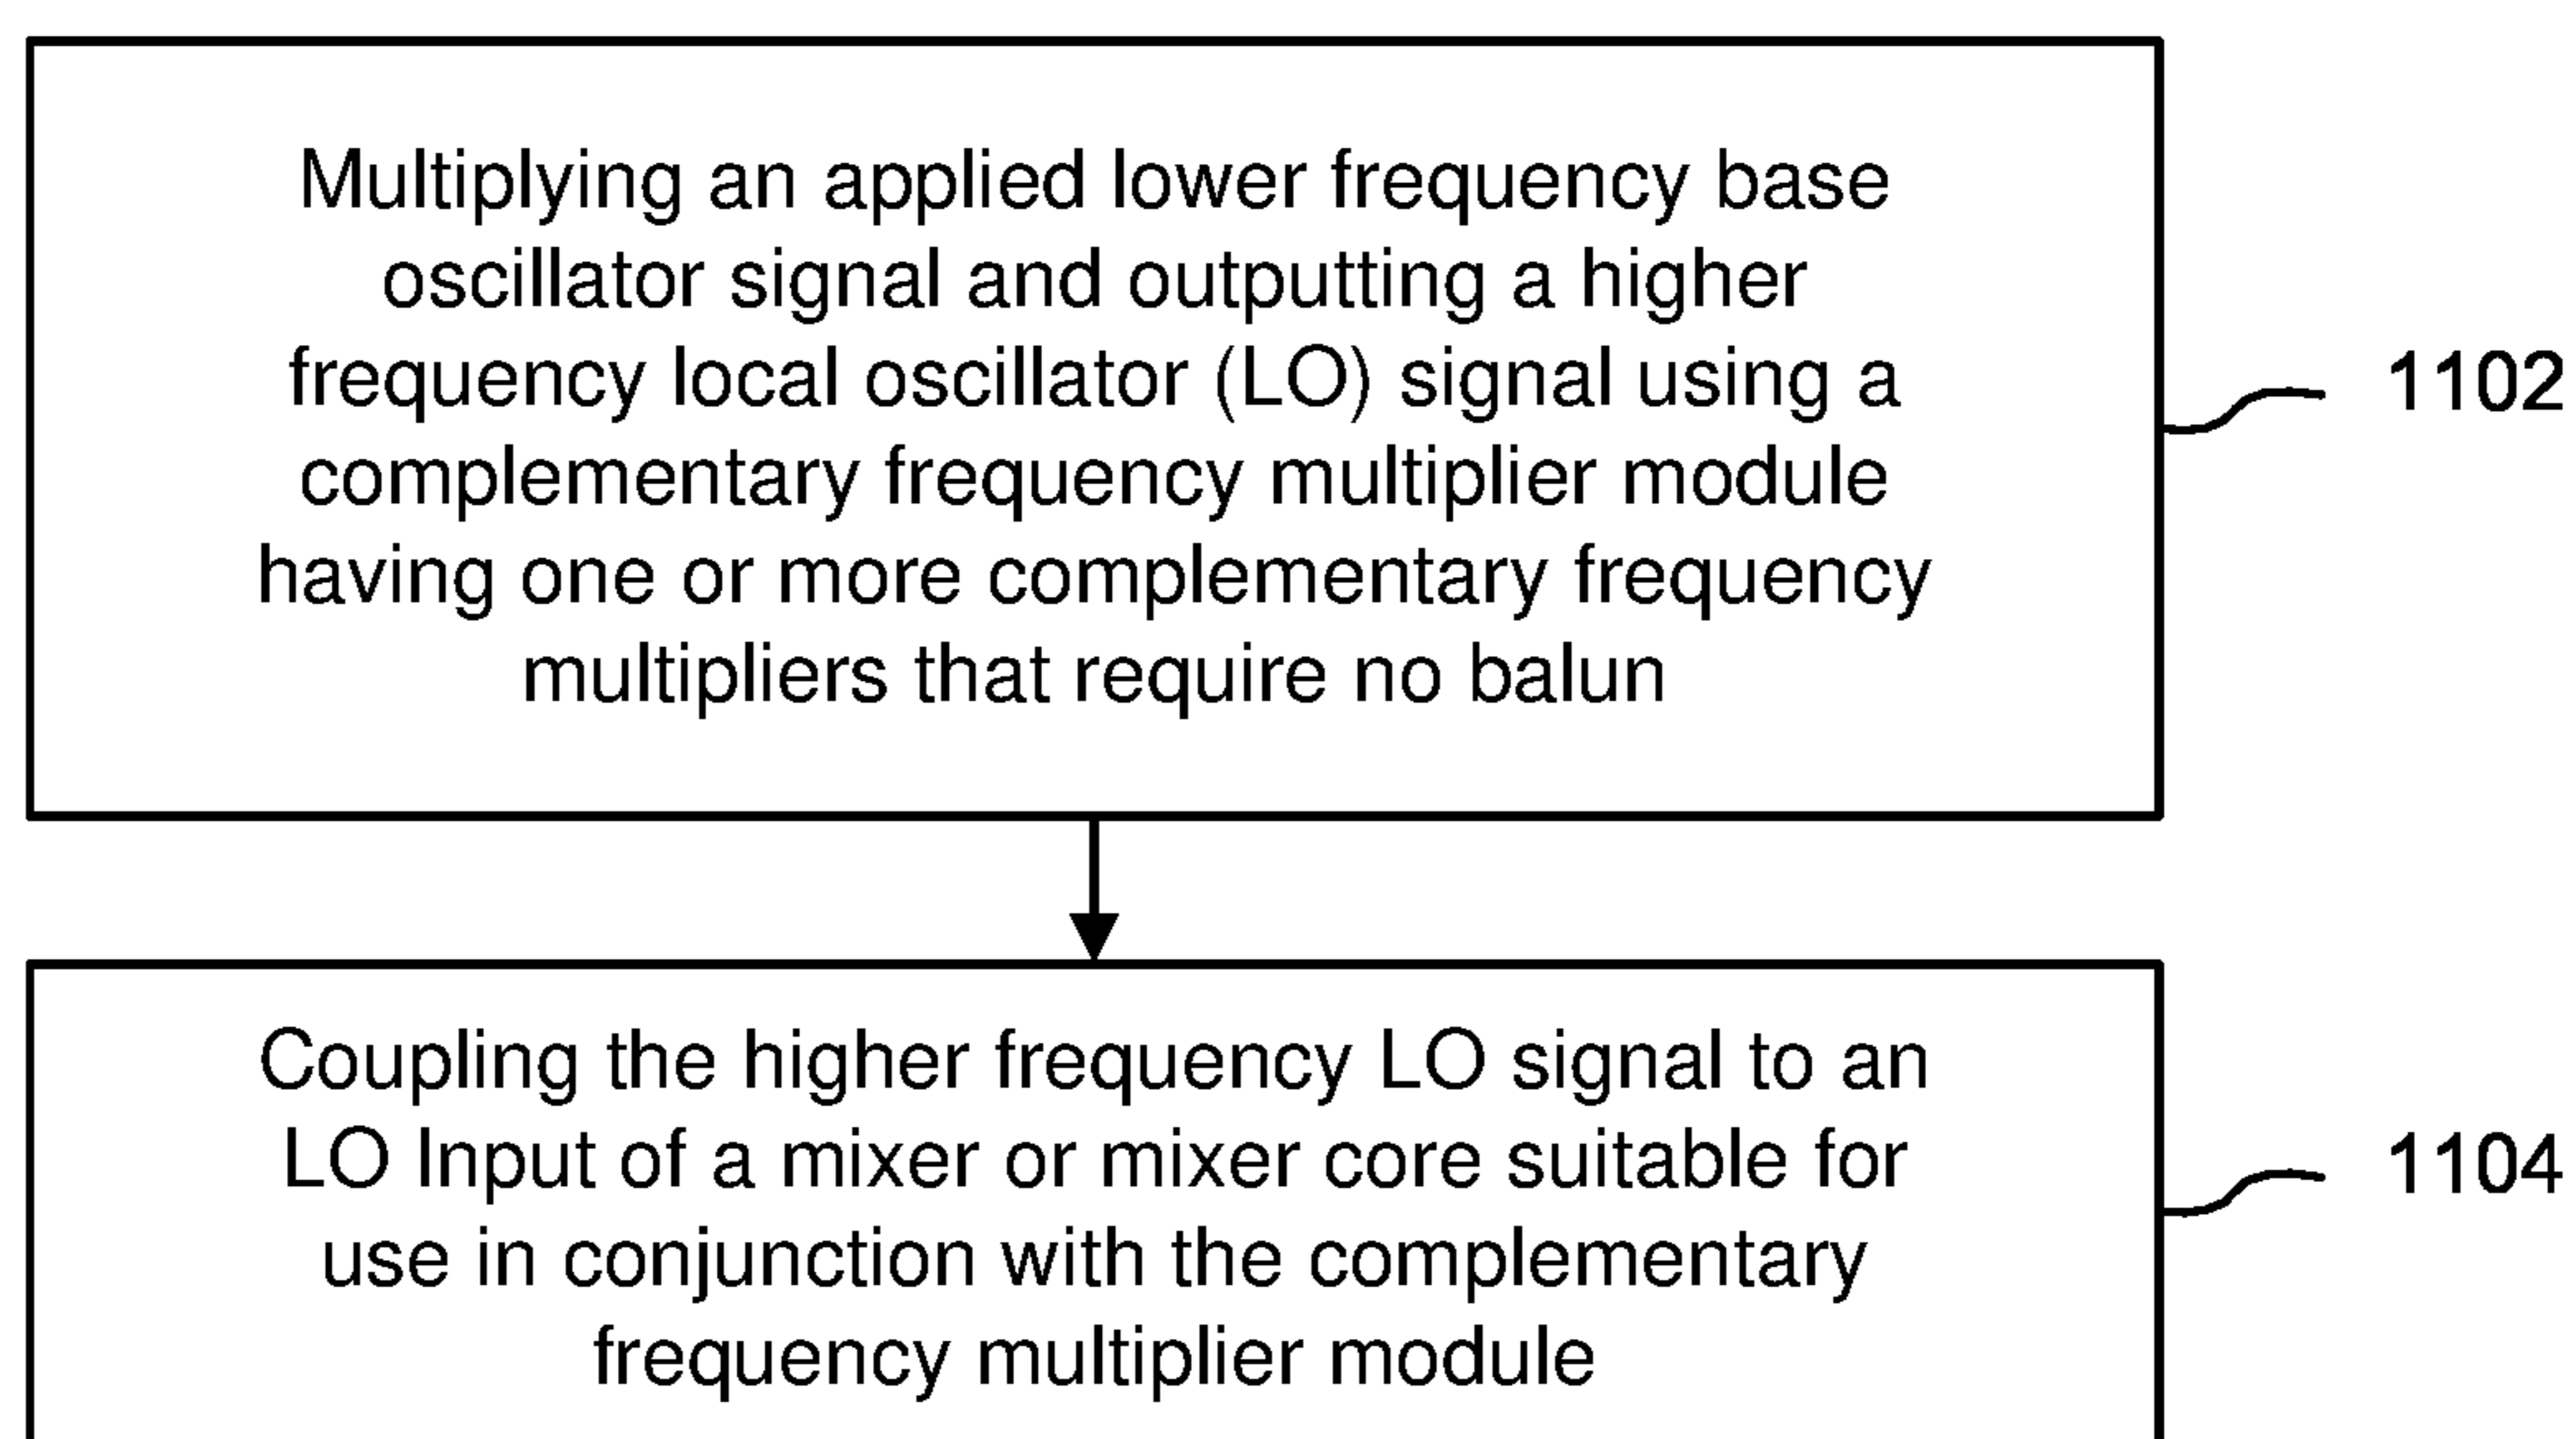 Multiplying an applied lower frequency base
oscillator signal and outputting a higher
frequency local oscillator (LO) signal using a
complementary frequency multiplier module
having one or more complementary frequency
multipliers that require no balun
1102
Coupling the higher frequency LO signal to an
LO Input of a mixer or mixer core suitable for
use in conjunction with the complementary
frequency multiplier module
1104